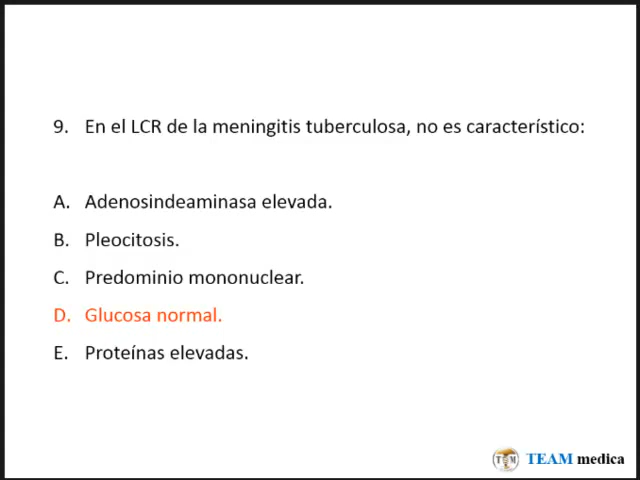 9. En el LCR de la meningitis tuberculosa, no es característico:
A. Adenosindeaminasa elevada.
B. Pleocitosis.
C. Predominio mononuclear.
D. Glucosa normal.
E. Proteínas elevadas.
TEAM medica